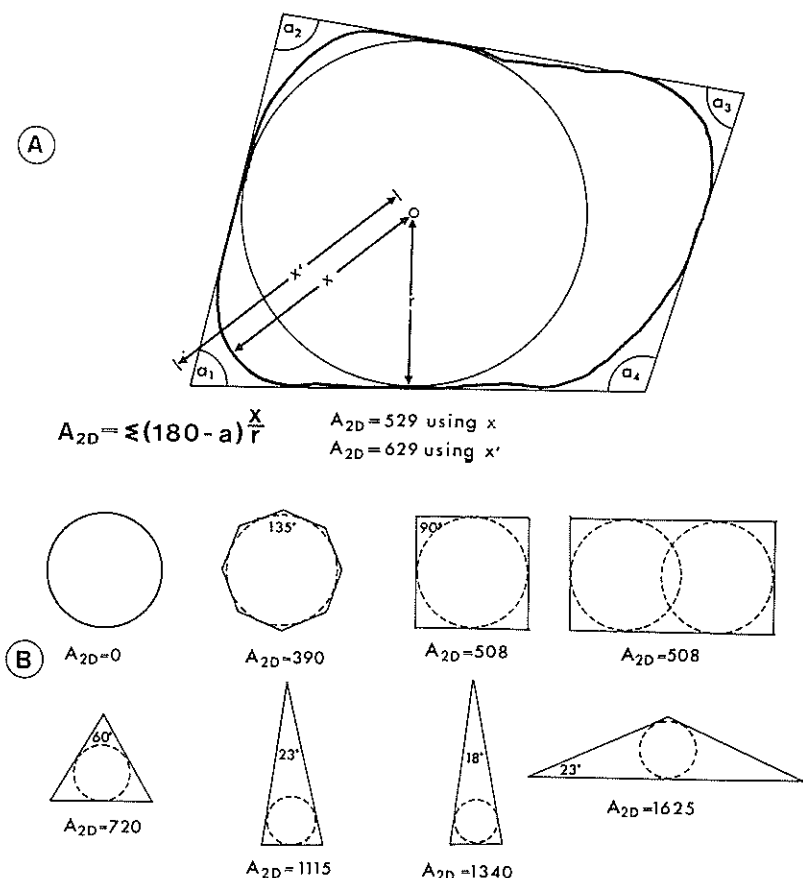 a₂
a₃
A
O
x'
x
r
a₁
a₄
A₂D = Σ(180 - a) x/r
A₂D = 529 using x
A₂D = 629 using x'
135°
90°
A₂D = 0
A₂D = 390
A₂D = 508
A₂D = 508
B
60°
23°
18°
23°
A₂D = 720
A₂D = 1115
A₂D = 1340
A₂D = 1625